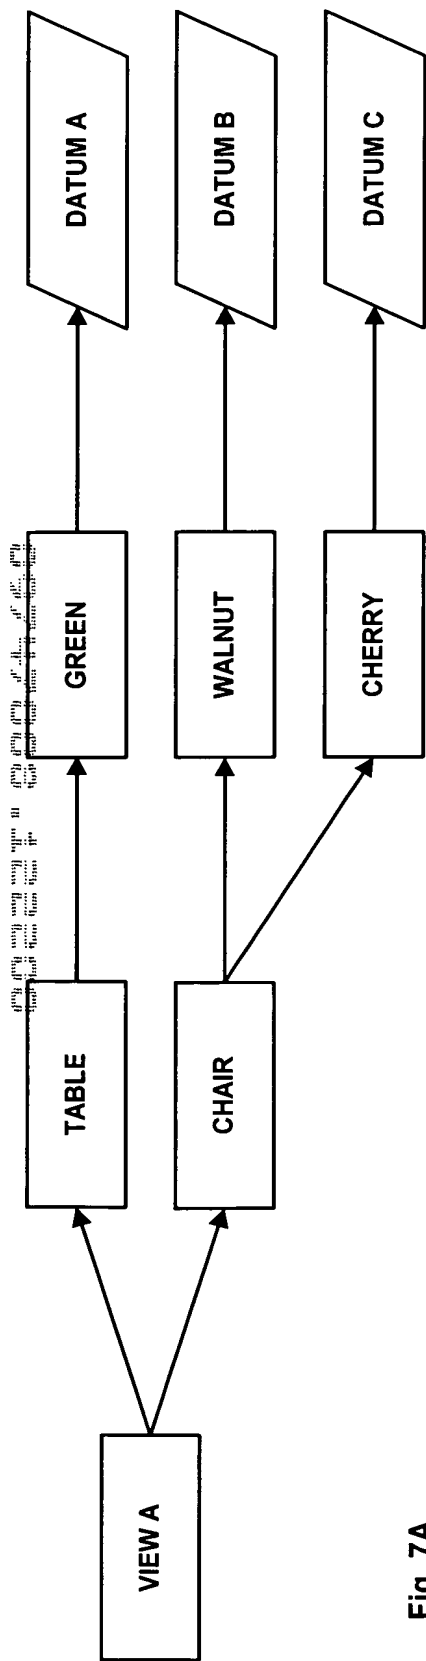 TABLE
GREEN
DATUM A
VIEW A
CHAIR
WALNUT
DATUM B
CHERRY
DATUM C
Fig. 7A